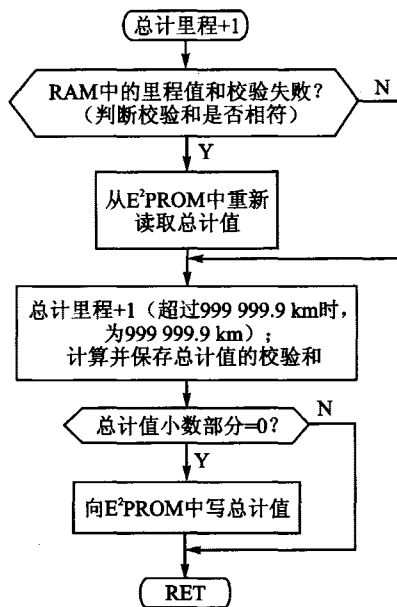 总计里程+1
RAM中的里程值和校验失败？
（判断校验和是否相符）
N
Y
从E²PROM中重新
读取总计值
总计里程+1（超过999 999.9 km时，
为999 999.9 km）；
计算并保存总计值的校验和
总计值小数部分=0？
N
Y
向E²PROM中写总计值
RET